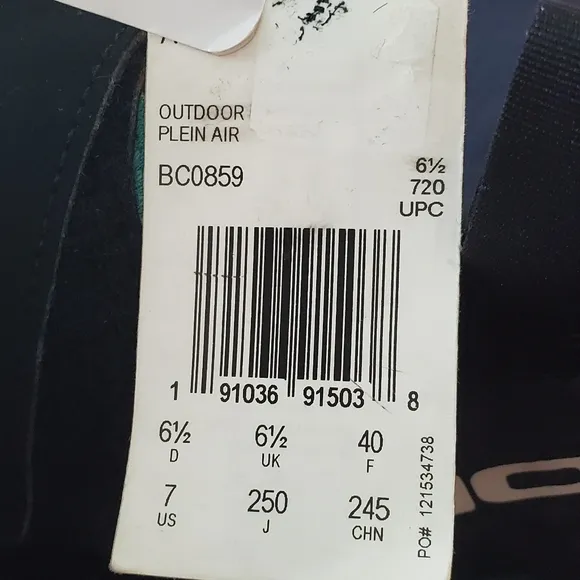 OUTDOOR
PLEIN AIR
BC0859
6½
720
UPC
1 91036 91503 8
6½ 6½ 40
D UK F
7 250 245
US J CHN
PO# 121534738